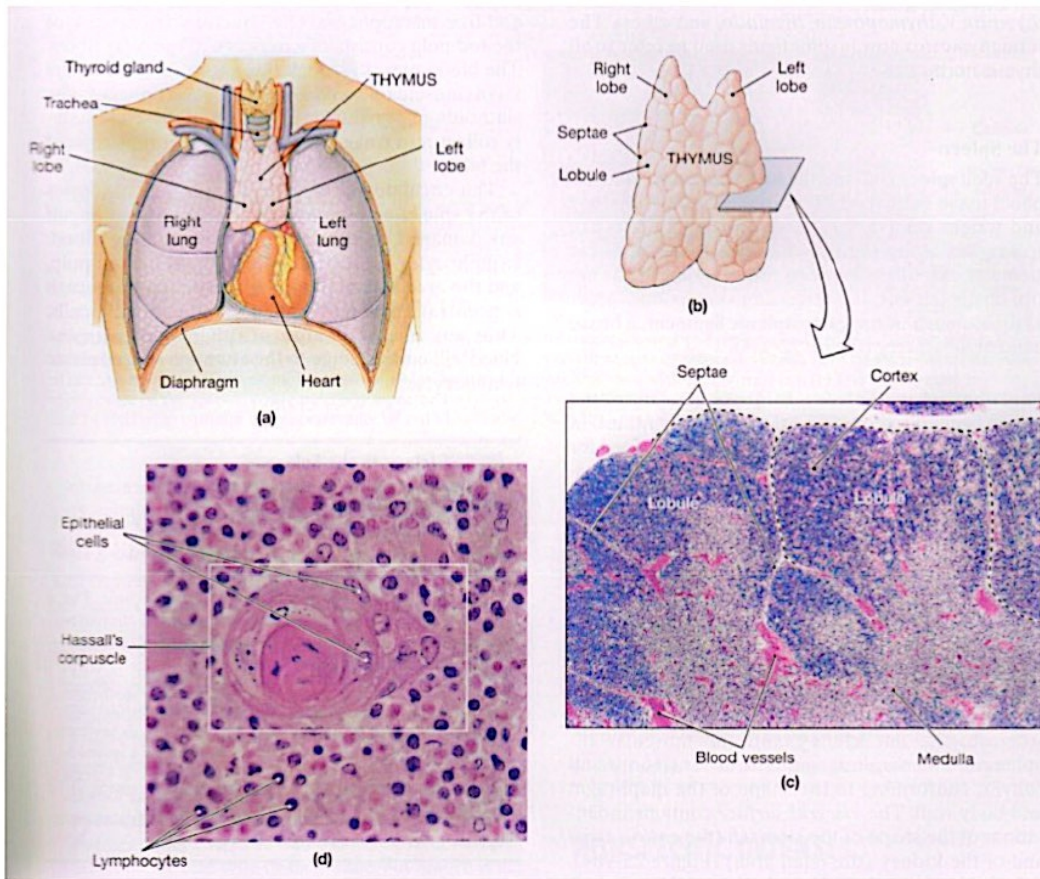 Thyroid gland
THYMUS
Trachea
Right
lobe
Left
lobe
Right
lung
Left
lung
Diaphragm
Heart
(a)
Right
lobe
Left
lobe
Septae
THYMUS
Lobule
(b)
Septae
Cortex
Lobule
Lobule
Blood vessels
Medulla
(c)
Epithelial
cells
Hassall's
corpuscle
Lymphocytes
(d)